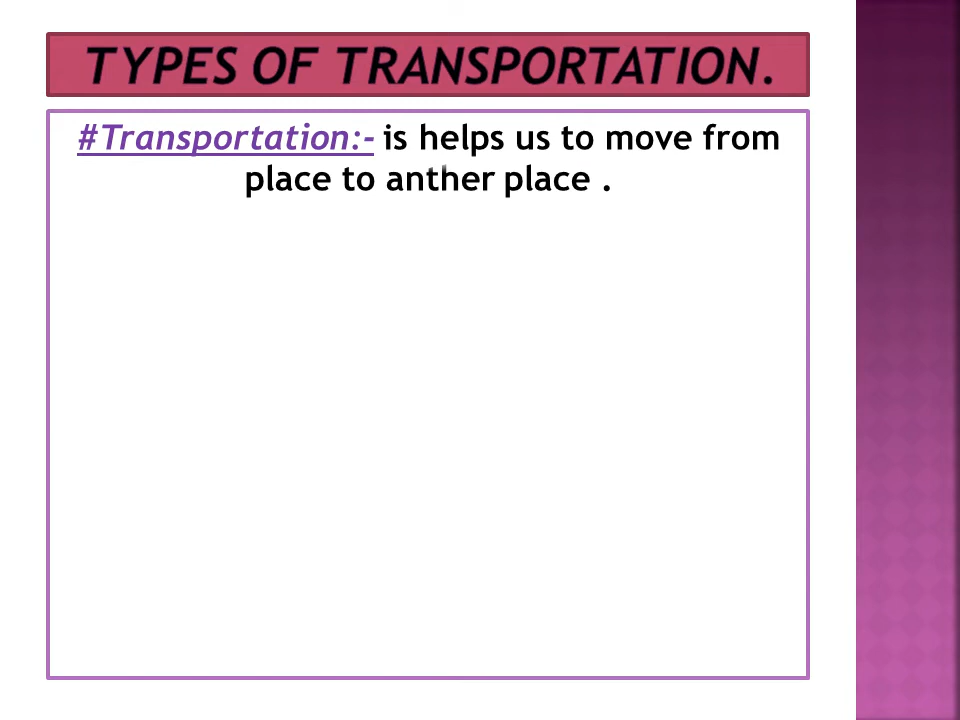 TYPES OF TRANSPORTATION.
#Transportation:- is helps us to move from
place to anther place .